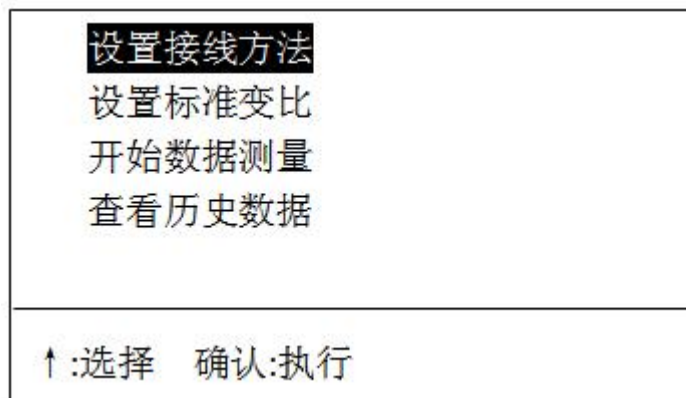 设置接线方法
设置标准变比
开始数据测量
查看历史数据
↑:选择 确认:执行